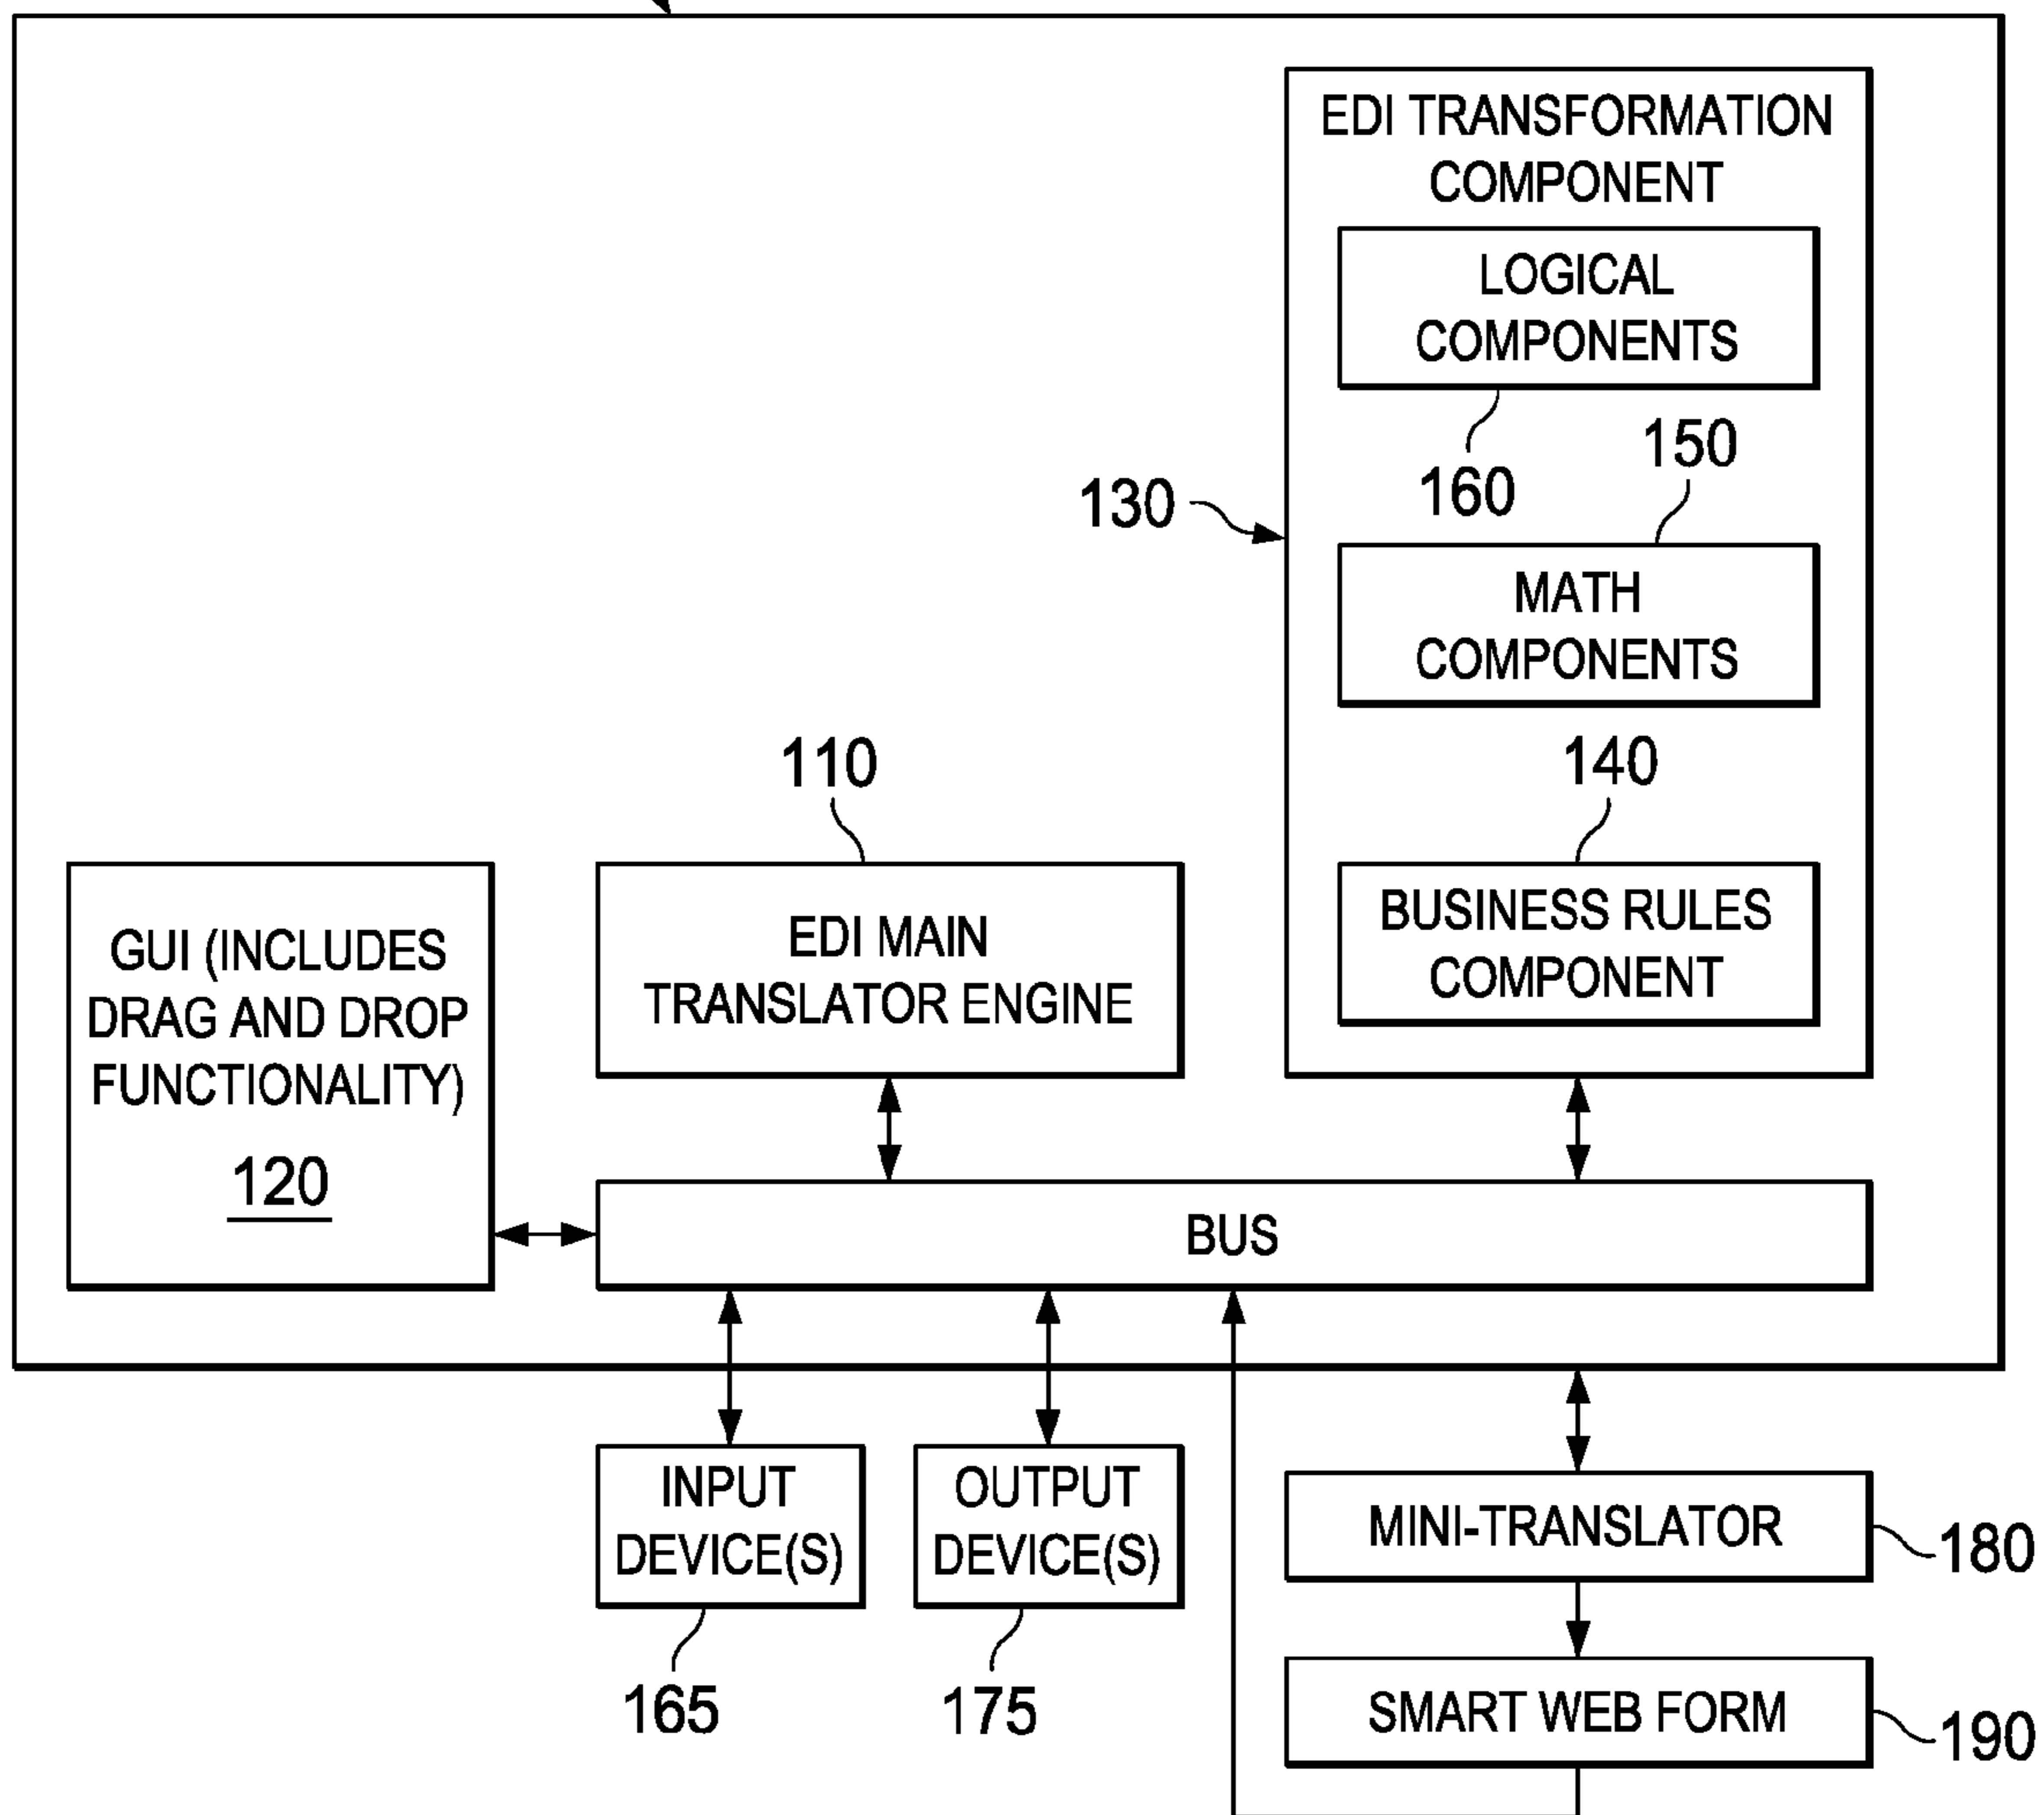 EDI TRANSFORMATION
COMPONENT
LOGICAL
COMPONENTS
160
150
130
MATH
COMPONENTS
140
BUSINESS RULES
COMPONENT
110
EDI MAIN
TRANSLATOR ENGINE
GUI (INCLUDES
DRAG AND DROP
FUNCTIONALITY)
120
BUS
INPUT
DEVICE(S)
165
OUTPUT
DEVICE(S)
175
MINI-TRANSLATOR
180
SMART WEB FORM
190